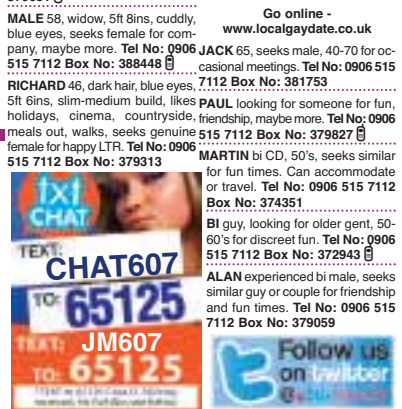 MALE 58, widow, 5ft 8ins, cuddly,
blue eyes, seeks female for com-
pany, maybe more. Tel No: 0906
515 7112 Box No: 388448
RICHARD 46, dark hair, blue eyes,
5ft 6ins, slim-medium build, likes
holidays, cinema, countryside,
meals out, walks, seeks genuine
female for happy LTR. Tel No: 0906
515 7112 Box No: 379313
txt
CHAT
TEXT:
CHAT607
TO: 65125
TEXT: JM607
TO: 65125
Go online -
www.localgaydate.co.uk
JACK 65, seeks male, 40-70 for oc-
casional meetings. Tel No: 0906 515
7112 Box No: 381753
PAUL looking for someone for fun,
friendship, maybe more. Tel No: 0906
515 7112 Box No: 379827
MARTIN bi CD, 50's, seeks similar
for fun times. Can accommodate
or travel. Tel No: 0906 515 7112
Box No: 374351
BI guy, looking for older gent, 50-
60's for discreet fun. Tel No: 0906
515 7112 Box No: 372943
ALAN experienced bi male, seeks
similar guy or couple for friendship
and fun times. Tel No: 0906 515
7112 Box No: 379059
Follow us
on twitter